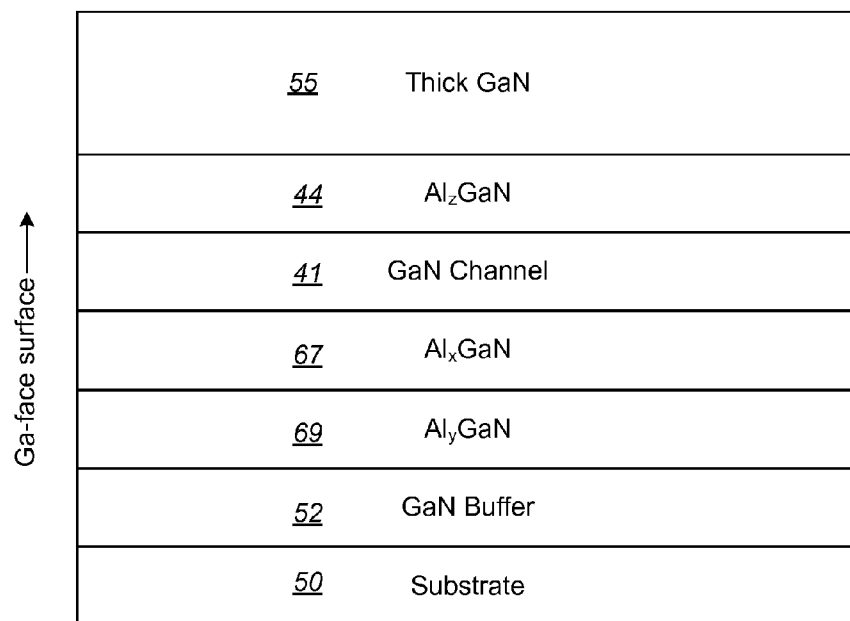 55 Thick GaN
44 AlzGaN
41 GaN Channel
67 AlxGaN
69 AlyGaN
52 GaN Buffer
50 Substrate
Ga-face surface